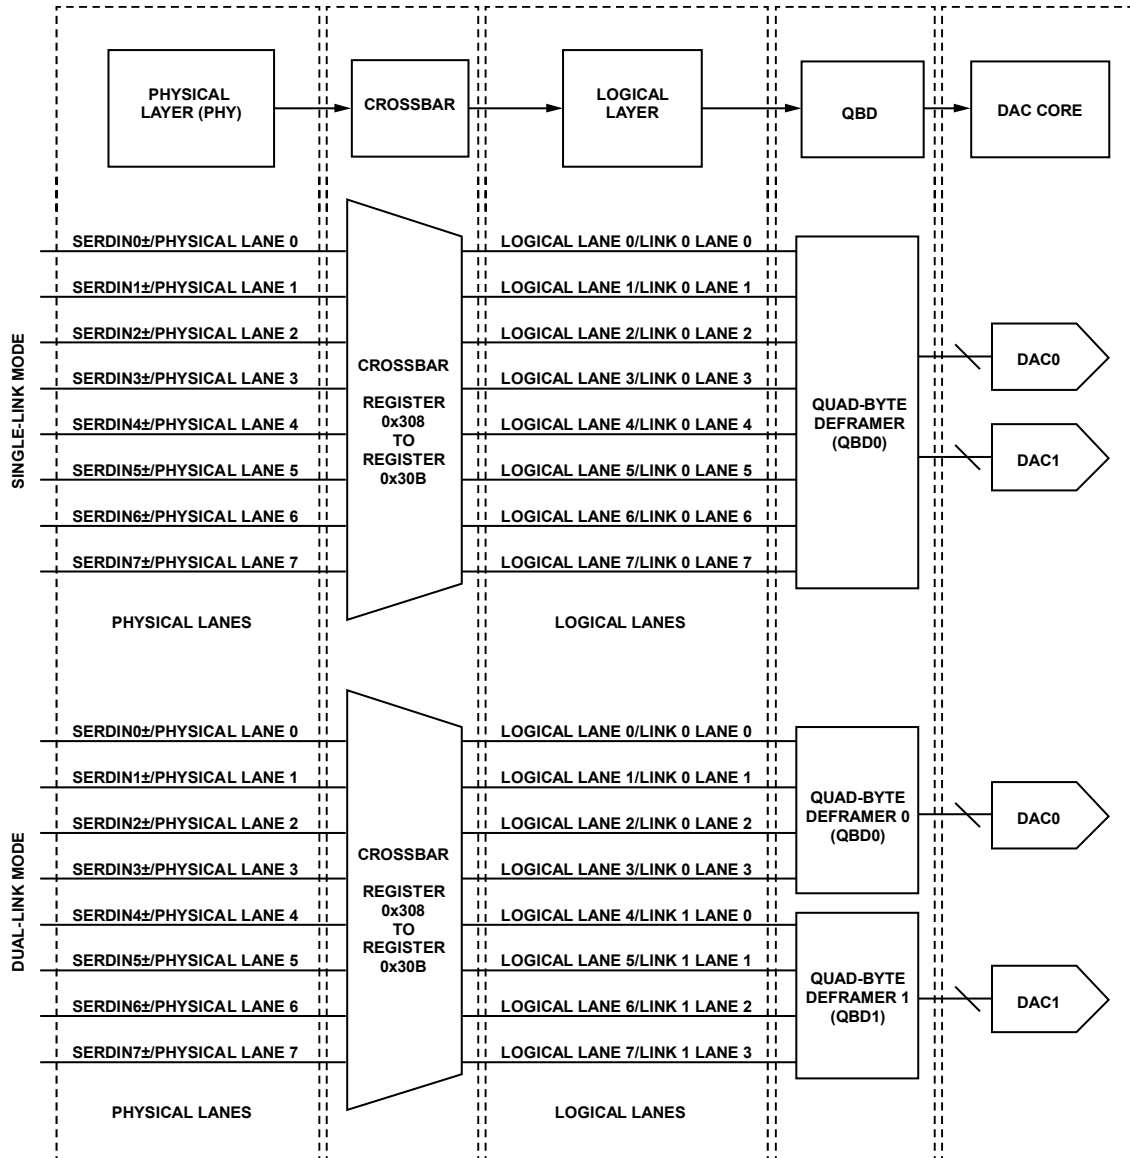 PHYSICAL
LAYER (PHY)
CROSSBAR
LOGICAL
LAYER
QBD
DAC CORE
SINGLE-LINK MODE
SERDIN0±/PHYSICAL LANE 0
SERDIN1±/PHYSICAL LANE 1
SERDIN2±/PHYSICAL LANE 2
SERDIN3±/PHYSICAL LANE 3
SERDIN4±/PHYSICAL LANE 4
SERDIN5±/PHYSICAL LANE 5
SERDIN6±/PHYSICAL LANE 6
SERDIN7±/PHYSICAL LANE 7
PHYSICAL LANES
CROSSBAR
REGISTER
0x308
TO
REGISTER
0x30B
LOGICAL LANE 0/LINK 0 LANE 0
LOGICAL LANE 1/LINK 0 LANE 1
LOGICAL LANE 2/LINK 0 LANE 2
LOGICAL LANE 3/LINK 0 LANE 3
LOGICAL LANE 4/LINK 0 LANE 4
LOGICAL LANE 5/LINK 0 LANE 5
LOGICAL LANE 6/LINK 0 LANE 6
LOGICAL LANE 7/LINK 0 LANE 7
LOGICAL LANES
QUAD-BYTE
DEFRAMER
(QBD0)
DAC0
DAC1
DUAL-LINK MODE
SERDIN0±/PHYSICAL LANE 0
SERDIN1±/PHYSICAL LANE 1
SERDIN2±/PHYSICAL LANE 2
SERDIN3±/PHYSICAL LANE 3
SERDIN4±/PHYSICAL LANE 4
SERDIN5±/PHYSICAL LANE 5
SERDIN6±/PHYSICAL LANE 6
SERDIN7±/PHYSICAL LANE 7
PHYSICAL LANES
CROSSBAR
REGISTER
0x308
TO
REGISTER
0x30B
LOGICAL LANE 0/LINK 0 LANE 0
LOGICAL LANE 1/LINK 0 LANE 1
LOGICAL LANE 2/LINK 0 LANE 2
LOGICAL LANE 3/LINK 0 LANE 3
LOGICAL LANE 4/LINK 1 LANE 0
LOGICAL LANE 5/LINK 1 LANE 1
LOGICAL LANE 6/LINK 1 LANE 2
LOGICAL LANE 7/LINK 1 LANE 3
LOGICAL LANES
QUAD-BYTE
DEFRAMER 0
(QBD0)
QUAD-BYTE
DEFRAMER 1
(QBD1)
DAC0
DAC1